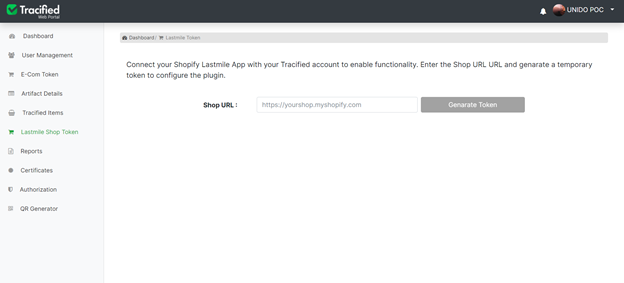 Tracified
Web Portal
UNIDO POC
Dashboard
User Management
E-Com Token
Artifact Details
Tracified Items
Lastmile Shop Token
Reports
Certificates
Authorization
QR Generator
Dashboard / Lastmile Token
Connect your Shopify Lastmile App with your Tracified account to enable functionality. Enter the Shop URL URL and genarate a temporary
token to configure the plugin.
Shop URL : https://yourshop.myshopify.com Genarate Token